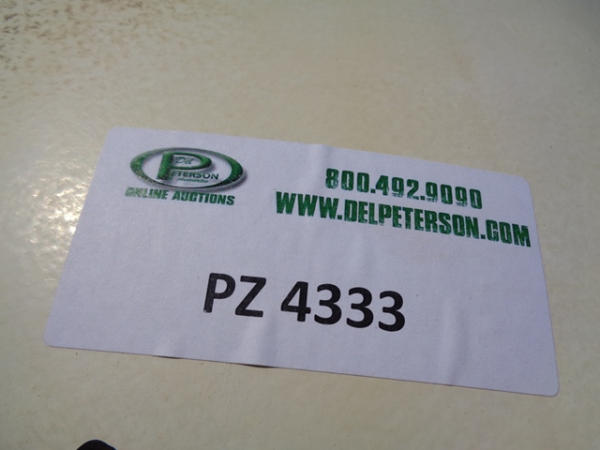 Del
PETERSON
ONLINE AUCTIONS
800.492.9090
WWW.DELPETERSON.COM
PZ 4333